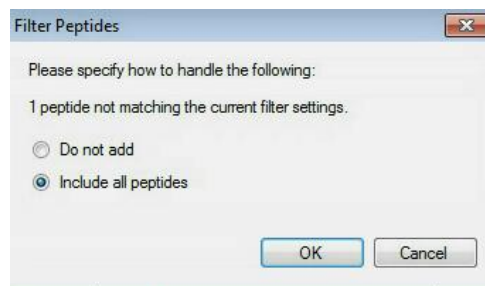 Filter Peptides
Please specify how to handle the following:
1 peptide not matching the current filter settings.
Do not add
Include all peptides
OK Cancel